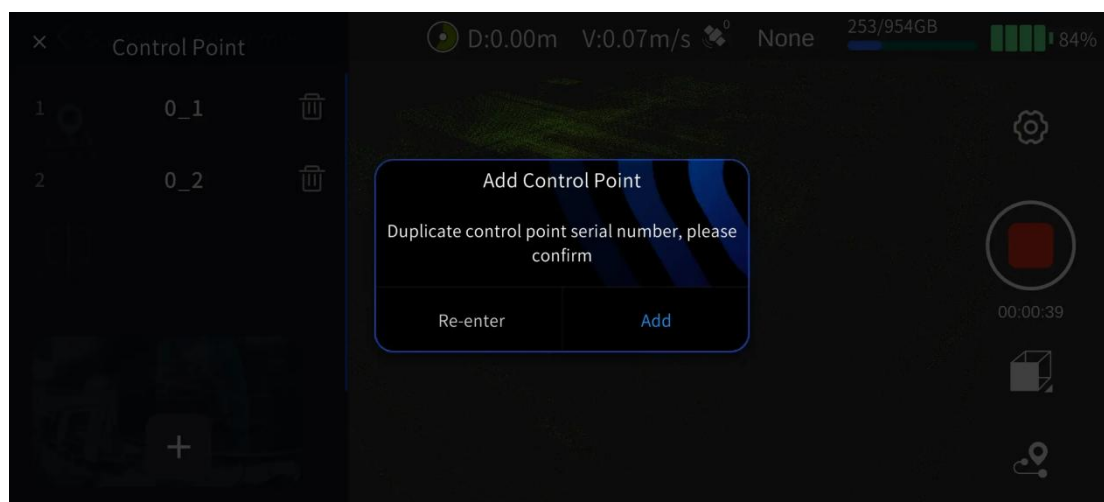 × Control Point D:0.00m V:0.07m/s 0 None 253/954GB 84%
1 0_1
2 0_2
Add Control Point
Duplicate control point serial number, please
confirm
Re-enter Add
00:00:39
+